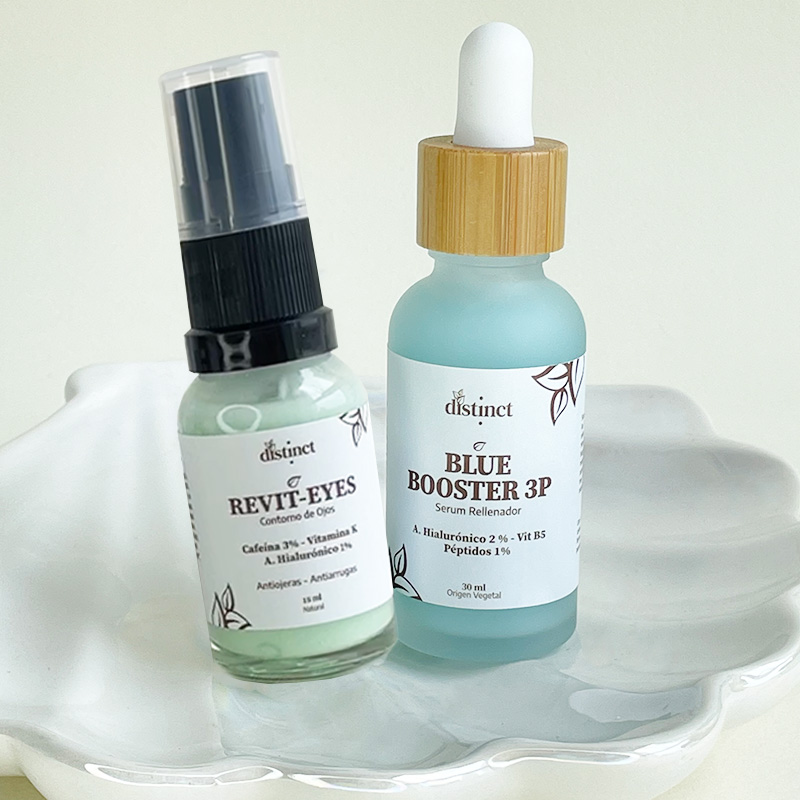 distinct
REVIT-EYES
Contorno de Ojos
Cafeína 3% - Vitamina K
A. Hialurónico 1%
Antiojeras - Antiarrugas
15 ml
Natural
distinct
BLUE
BOOSTER 3P
Serum Rellenador
A. Hialurónico 2 % - Vit B5
Péptidos 1%
30 ml
Origen Vegetal